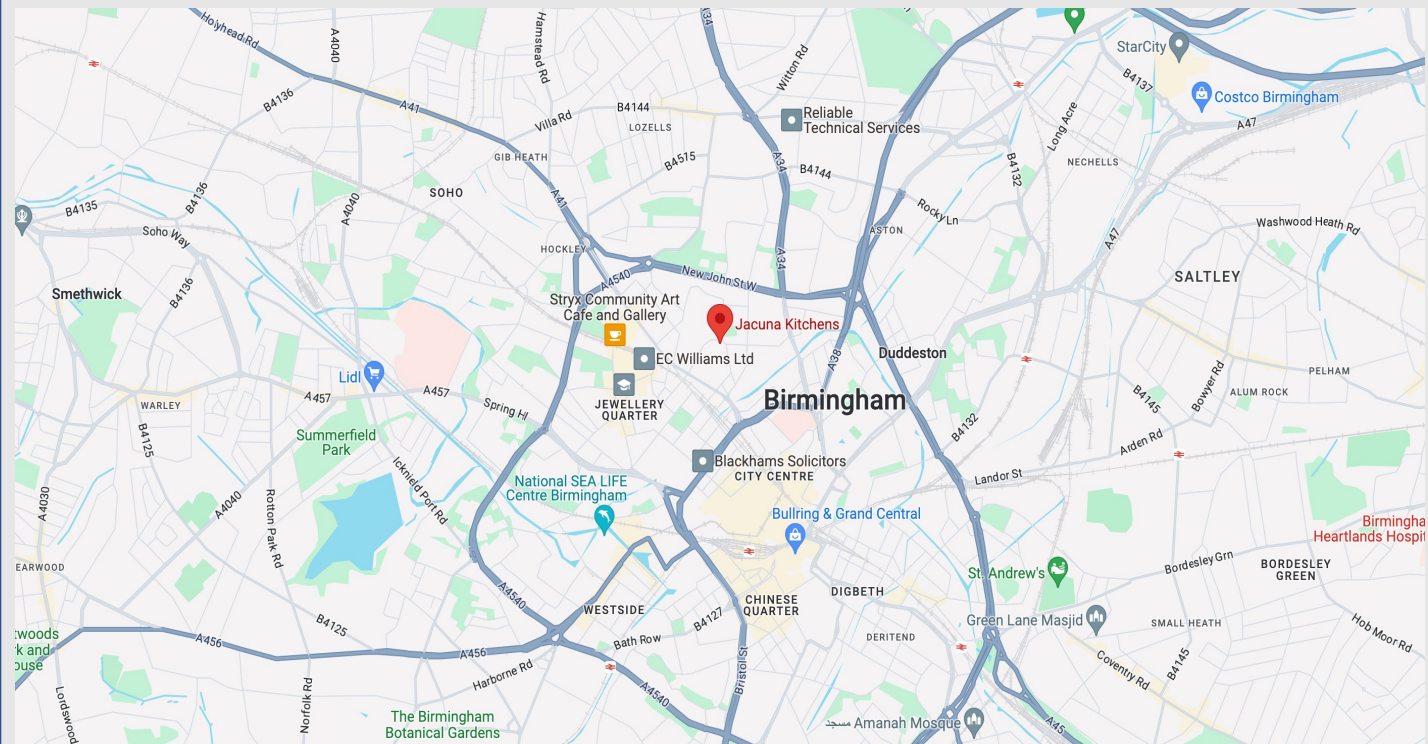 Holyhead Rd
A4040
Hamstead Rd
A34
Witton Rd
StarCity
B4137
Costco Birmingham
B4136
A41
Villa Rd
B4144
LOZELLS
Reliable
Technical Services
Long Acre
A47
GIB HEATH
B4515
A34
B4144
B4132
NECHELLS
SOHO
B4136
A4040
A41
Rocky Ln
B4135
Soho Way
HOCKLEY
A34
ASTON
A47
Washwood Heath Rd
SALTLEY
Smethwick
B4136
A4540
New John St W
Stryx Community Art
Cafe and Gallery
Jacuna Kitchens
EC Williams Ltd
A38
Duddeston
Lidl
A457
A457
Spring Hl
JEWELLERY
QUARTER
Birmingham
PELHAM
ALUM ROCK
Bowyer Rd
B4145
WARLEY
B4125
Summerfield
Park
B4132
Arden Rd
Icknield Port Rd
Blackhams Solicitors
CITY CENTRE
Landor St
National SEA LIFE
Centre Birmingham
A4030
A4040
Rotton Park Rd
Bullring & Grand Central
Birmingha
Heartlands Hospit
EARWOOD
St. Andrew's
Bordesley Grn
BORDESLEY
GREEN
A4540
WESTSIDE
CHINESE
QUARTER
DIGBETH
B4127
Green Lane Masjid
SMALL HEATH
Hob Moor Rd
twoods
k and
ouse
A456
B4125
A456
Bath Row
DERITEND
Harborne Rd
Bristol St
Coventry Rd
B4145
Lordswood
Norfolk Rd
A4540
The Birmingham
Botanical Gardens
Amanah Mosque مسجد
A45